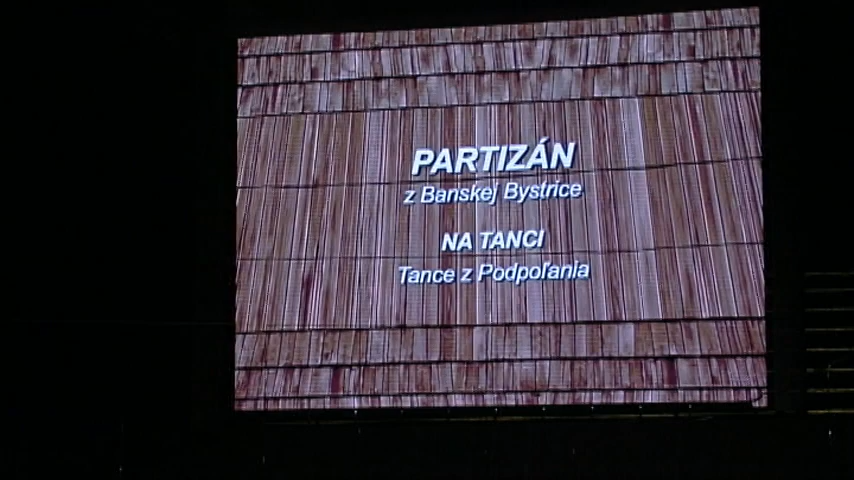 PARTIZÁN
z Banskej Bystrice
NA TANCI
Tance z Podpoľania